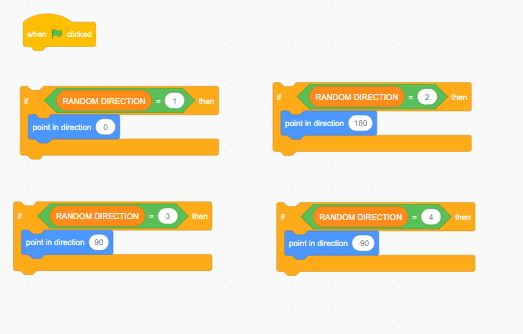 when clicked
if RANDOM DIRECTION = 1 then
point in direction 0
if RANDOM DIRECTION = 2 then
point in direction 180
if RANDOM DIRECTION = 3 then
point in direction 90
if RANDOM DIRECTION = 4 then
point in direction -90